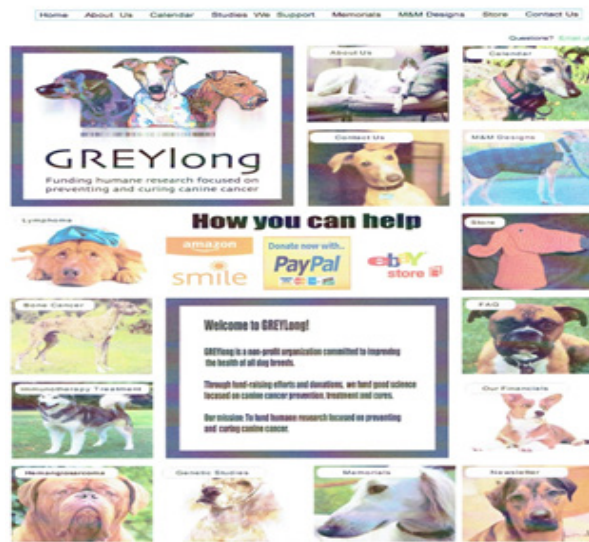 Home About Us Calendar Studies We Support Memorials M&M Designs Store Contact Us
Questions? Email us
About Us
Calendar
GREYlong
Funding humane research focused on
preventing and curing canine cancer
Contact Us
M&M Designs
Lymphoma
How you can help
amazon
smile
Donate now with..
PayPal
ebay
store
Store
Bone Cancer
Welcome to GREYLong!
GREYlong is a non-profit organization committed to improving
the health of all dog breeds.
Through fund-raising efforts and donations, we fund good science
focused on canine cancer prevention, treatment and cures.
Our mission: To fund humane research focused on preventing
and curing canine cancer.
FAQ
Immunotherapy Treatment
Our Financials
Hemangiosarcoma
Genetic Studies
Memorials
Newsletter